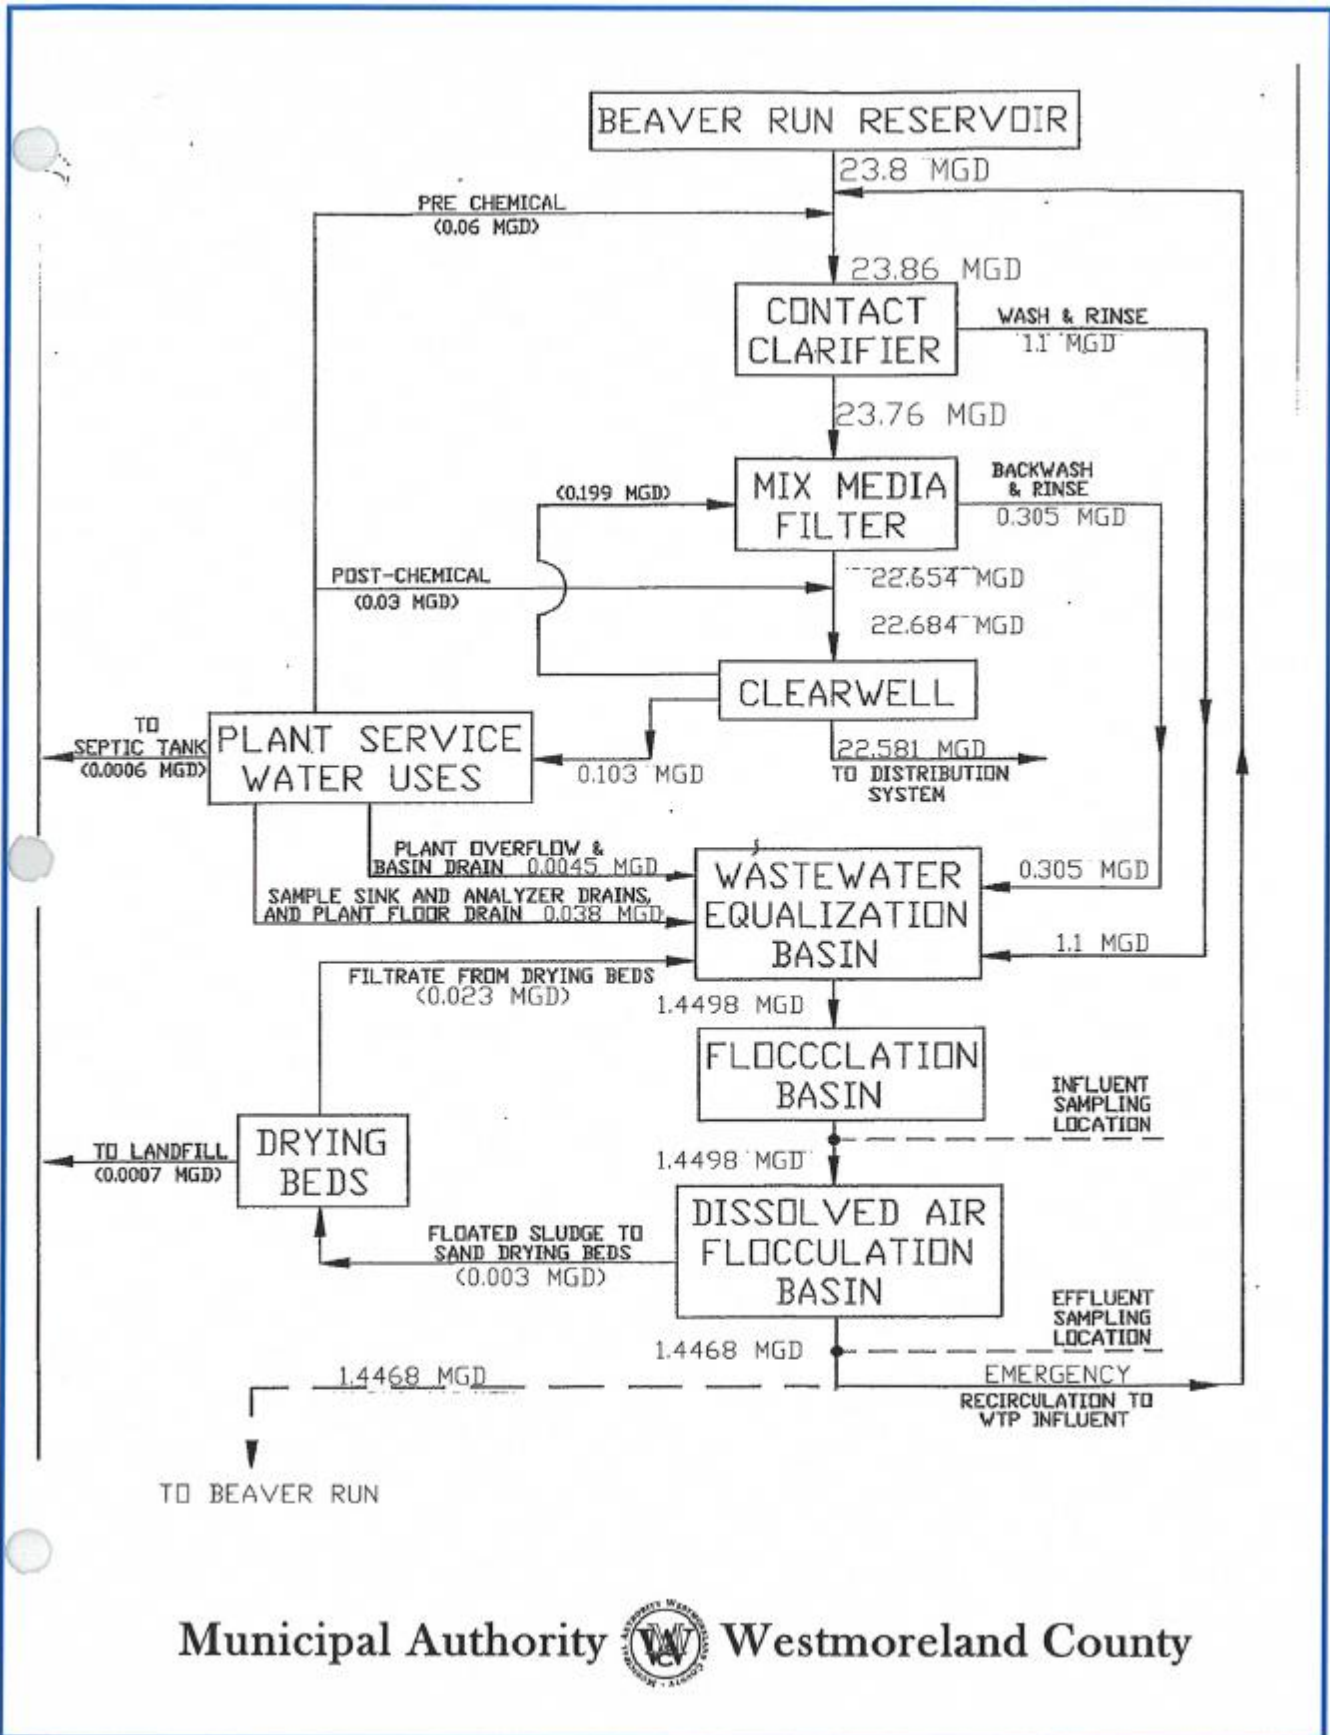 BEAVER RUN RESERVOIR
23.8 MGD
PRE CHEMICAL
(0.06 MGD)
23.86 MGD
CONTACT
CLARIFIER
WASH & RINSE
1.1 MGD
23.76 MGD
MIX MEDIA
FILTER
(0.199 MGD)
BACKWASH
& RINSE
0.305 MGD
22.654 MGD
POST-CHEMICAL
(0.03 MGD)
22.684 MGD
CLEARWELL
TO
SEPTIC TANK
(0.0006 MGD)
PLANT SERVICE
WATER USES
0.103 MGD
22.581 MGD
TO DISTRIBUTION
SYSTEM
PLANT OVERFLOW &
BASIN DRAIN 0.0045 MGD
SAMPLE SINK AND ANALYZER DRAINS,
AND PLANT FLOOR DRAIN 0.038 MGD
WASTEWATER
EQUALIZATION
BASIN
0.305 MGD
1.1 MGD
FILTRATE FROM DRYING BEDS
(0.023 MGD)
1.4498 MGD
FLOCCCLATION
BASIN
INFLUENT
SAMPLING
LOCATION
TO LANDFILL
(0.0007 MGD)
DRYING
BEDS
1.4498 MGD
DISSOLVED AIR
FLOCCULATION
BASIN
FLOATED SLUDGE TO
SAND DRYING BEDS
(0.003 MGD)
EFFLUENT
SAMPLING
LOCATION
1.4468 MGD
1.4468 MGD
EMERGENCY
RECIRCULATION TO
WTP INFLUENT
TO BEAVER RUN
Municipal Authority
MUNICIPAL AUTHORITY WESTMORELAND COUNTY
Westmoreland County